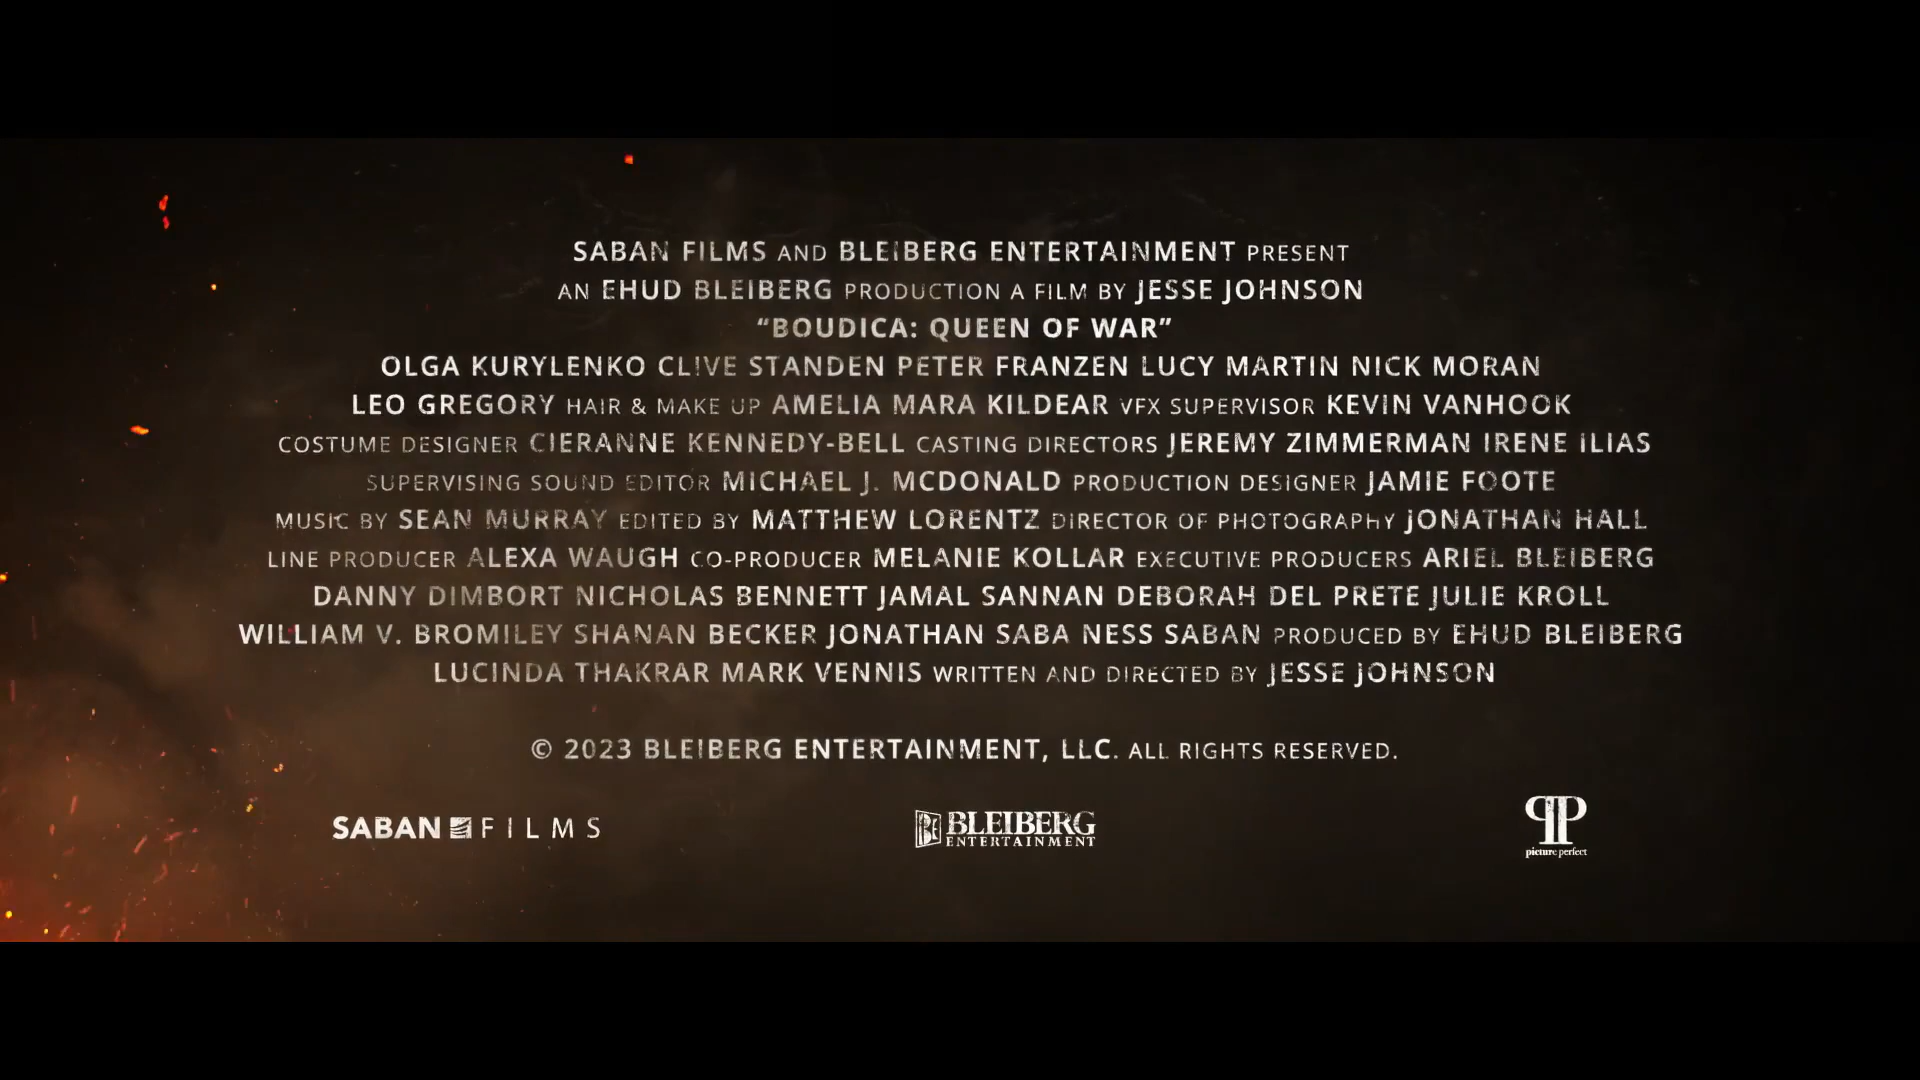 SABAN FILMS AND BLEIBERG ENTERTAINMENT PRESENT
AN EHUD BLEIBERG PRODUCTION A FILM BY JESSE JOHNSON
“BOUDICA: QUEEN OF WAR”
OLGA KURYLENKO CLIVE STANDEN PETER FRANZEN LUCY MARTIN NICK MORAN
LEO GREGORY HAIR & MAKE UP AMELIA MARA KILDEAR VFX SUPERVISOR KEVIN VANHOOK
COSTUME DESIGNER CIERANNE KENNEDY-BELL CASTING DIRECTORS JEREMY ZIMMERMAN IRENE ILIAS
SUPERVISING SOUND EDITOR MICHAEL J. MCDONALD PRODUCTION DESIGNER JAMIE FOOTE
MUSIC BY SEAN MURRAY EDITED BY MATTHEW LORENTZ DIRECTOR OF PHOTOGRAPHY JONATHAN HALL
LINE PRODUCER ALEXA WAUGH CO-PRODUCER MELANIE KOLLAR EXECUTIVE PRODUCERS ARIEL BLEIBERG
DANNY DIMBORT NICHOLAS BENNETT JAMAL SANNAN DEBORAH DEL PRETE JULIE KROLL
WILLIAM V. BROMILEY SHANAN BECKER JONATHAN SABA NESS SABAN PRODUCED BY EHUD BLEIBERG
LUCINDA THAKRAR MARK VENNIS WRITTEN AND DIRECTED BY JESSE JOHNSON
© 2023 BLEIBERG ENTERTAINMENT, LLC. ALL RIGHTS RESERVED.
SABAN FILMS
BE BLEIBERG ENTERTAINMENT
PP picture perfect